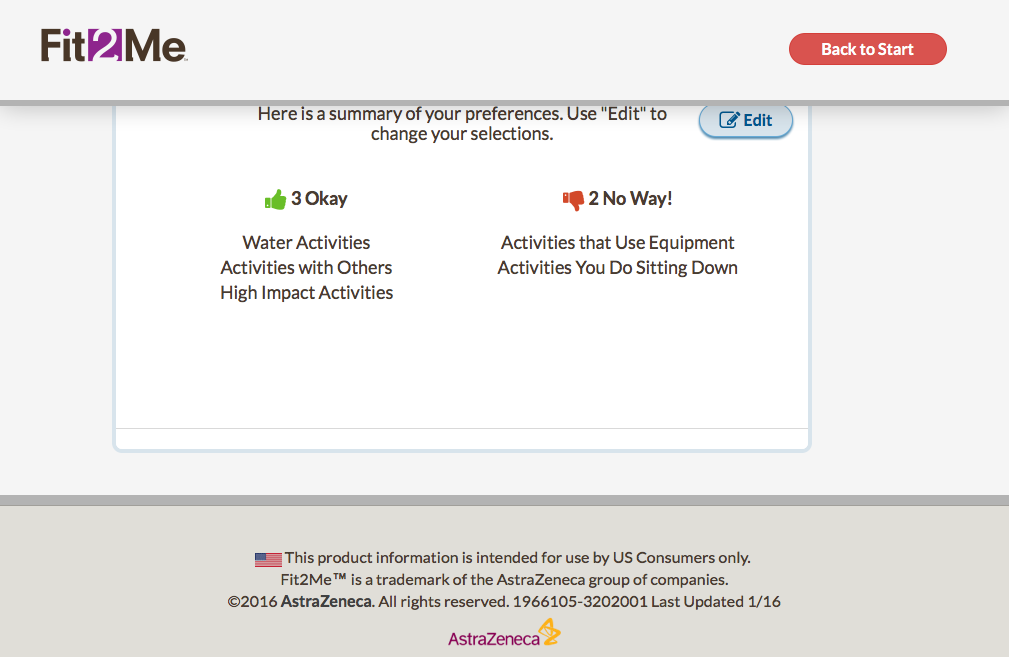 Fit2Me™
Back to Start
Here is a summary of your preferences. Use "Edit" to
change your selections.
Edit
3 Okay
Water Activities
Activities with Others
High Impact Activities
2 No Way!
Activities that Use Equipment
Activities You Do Sitting Down
This product information is intended for use by US Consumers only.
Fit2Me™ is a trademark of the AstraZeneca group of companies.
©2016 AstraZeneca. All rights reserved. 1966105-3202001 Last Updated 1/16
AstraZeneca